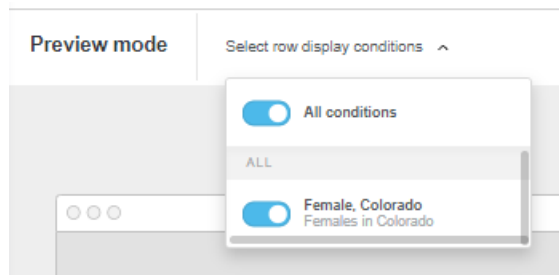 Preview mode
Select row display conditions
All conditions
ALL
Female, Colorado
Females in Colorado